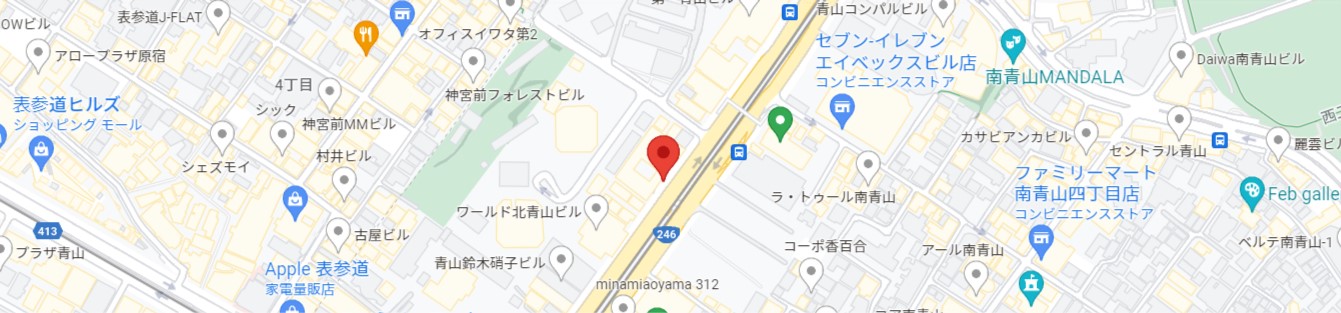 表参道J-FLAT
OWビル
アロープラザ原宿
オフィスイワタ第2
青山コンパルビル
セブン-イレブン
エイベックスビル店
コンビニエンスストア
南青山MANDALA
Daiwa南青山ビル
4丁目
神宮前フォレストビル
表参道ヒルズ
ショッピング モール
シック
神宮前MMビル
シェズモイ
村井ビル
カサビアンカビル
セントラル青山
麗雲ビル
ファミリーマート
南青山四丁目店
コンビニエンスストア
ラ・トゥール南青山
Feb galle
ワールド北青山ビル
413
古屋ビル
246
プラザ青山
コーポ香百合
アール南青山
ベルテ南青山-1
青山鈴木硝子ビル
Apple 表参道
家電量販店
minamiaoyama 312